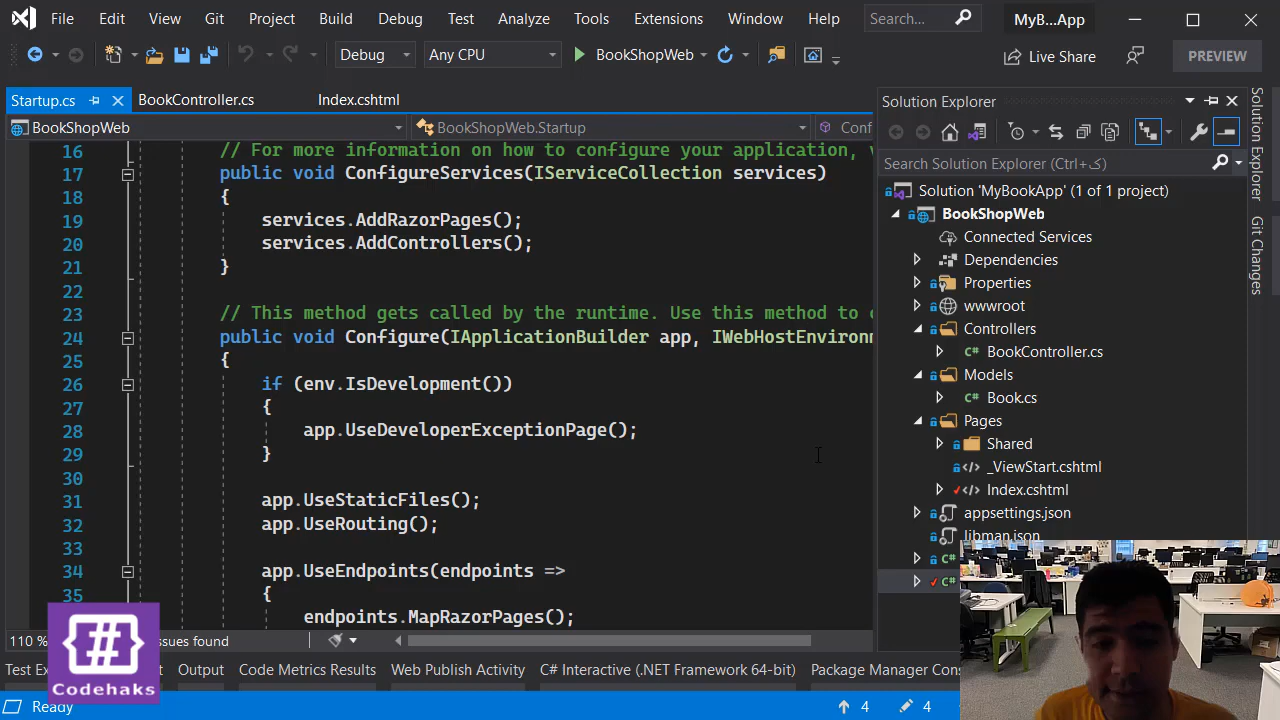 File Edit View Git Project Build Debug Test Analyze Tools Extensions Window Help Search... MyB...App
Debug Any CPU BookShopWeb Live Share PREVIEW
Startup.cs BookController.cs Index.cshtml
BookShopWeb BookShopWeb.Startup Conf
16 // For more information on how to configure your application,
17 public void ConfigureServices(IServiceCollection services)
18 {
19 services.AddRazorPages();
20 services.AddControllers();
21 }
22
23 // This method gets called by the runtime. Use this method to c
24 public void Configure(IApplicationBuilder app, IWebHostEnvironm
25 {
26 if (env.IsDevelopment())
27 {
28 app.UseDeveloperExceptionPage();
29 }
30
31 app.UseStaticFiles();
32 app.UseRouting();
33
34 app.UseEndpoints(endpoints =>
35 {
endpoints.MapRazorPages();
110 % ssues found
Solution Explorer
Search Solution Explorer (Ctrl+ک)
Solution 'MyBookApp' (1 of 1 project)
BookShopWeb
Connected Services
Dependencies
Properties
wwwroot
Controllers
C# BookController.cs
Models
C# Book.cs
Pages
Shared
_ViewStart.cshtml
Index.cshtml
appsettings.json
libman.json
C#
C#
Solution Explorer
Git Changes
{#}
Codehaks
Test Ex Output Code Metrics Results Web Publish Activity C# Interactive (.NET Framework 64-bit) Package Manager Cons
Ready 4 4